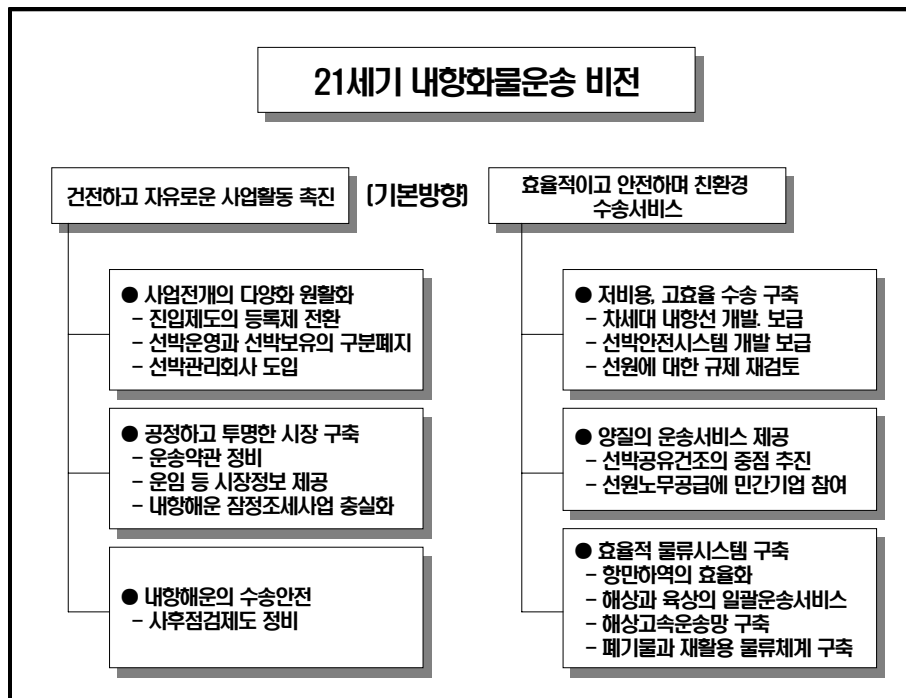 21세기 내항화물운송 비전
건전하고 자유로운 사업활동 촉진
[기본방향]
효율적이고 안전하며 친환경
수송서비스
● 사업전개의 다양화 원활화
– 진입제도의 등록제 전환
– 선박운영과 선박보유의 구분폐지
– 선박관리회사 도입
● 공정하고 투명한 시장 구축
– 운송약관 정비
– 운임 등 시장정보 제공
– 내항해운 잠정조세사업 충실화
● 내항해운의 수송안전
– 사후점검제도 정비
● 저비용, 고효율 수송 구축
– 차세대 내항선 개발. 보급
– 선박안전시스템 개발 보급
– 선원에 대한 규제 재검토
● 양질의 운송서비스 제공
– 선박공유건조의 중점 추진
– 선원노무공급에 민간기업 참여
● 효율적 물류시스템 구축
– 항만하역의 효율화
– 해상과 육상의 일괄운송서비스
– 해상고속운송망 구축
– 폐기물과 재활용 물류체계 구축